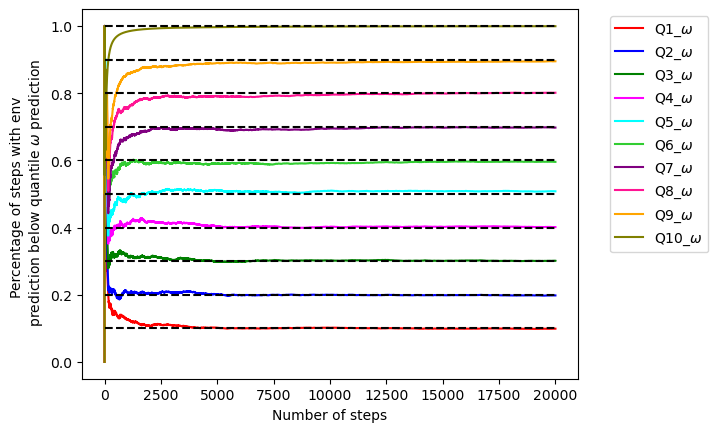 Percentage of steps with env
prediction below quantile ω prediction
1.0
0.8
0.6
0.4
0.2
0.0
0
2500
5000
7500
10000
12500
15000
17500
20000
Number of steps
Q1_ω
Q2_ω
Q3_ω
Q4_ω
Q5_ω
Q6_ω
Q7_ω
Q8_ω
Q9_ω
Q10_ω